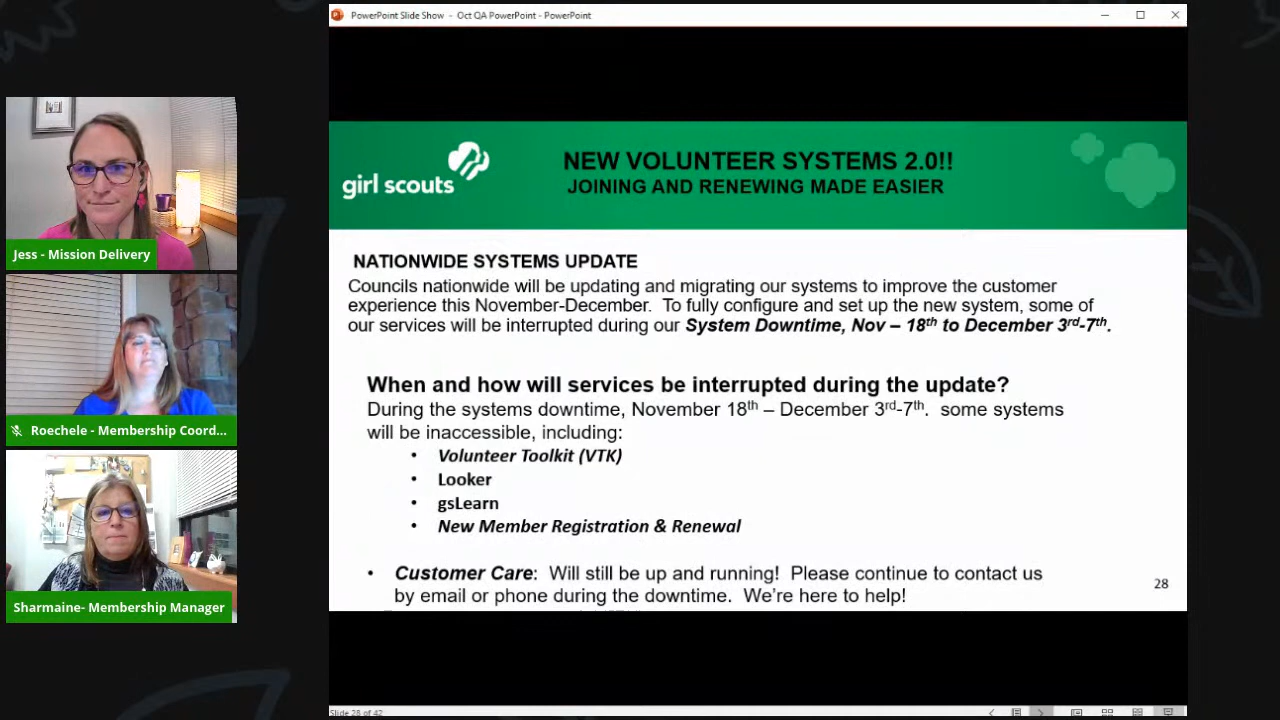 PowerPoint Slide Show - Oct QA PowerPoint - PowerPoint
girl scouts
NEW VOLUNTEER SYSTEMS 2.0!!
JOINING AND RENEWING MADE EASIER
NATIONWIDE SYSTEMS UPDATE
Councils nationwide will be updating and migrating our systems to improve the customer
experience this November-December. To fully configure and set up the new system, some of
our services will be interrupted during our System Downtime, Nov – 18th to December 3rd-7th.
When and how will services be interrupted during the update?
During the systems downtime, November 18th – December 3rd-7th. some systems
will be inaccessible, including:
• Volunteer Toolkit (VTK)
• Looker
• gsLearn
• New Member Registration & Renewal
• Customer Care: Will still be up and running! Please continue to contact us
by email or phone during the downtime. We're here to help!
28
Slide 28 of 42
Jess - Mission Delivery
Roechele - Membership Coord...
Sharmaine- Membership Manager